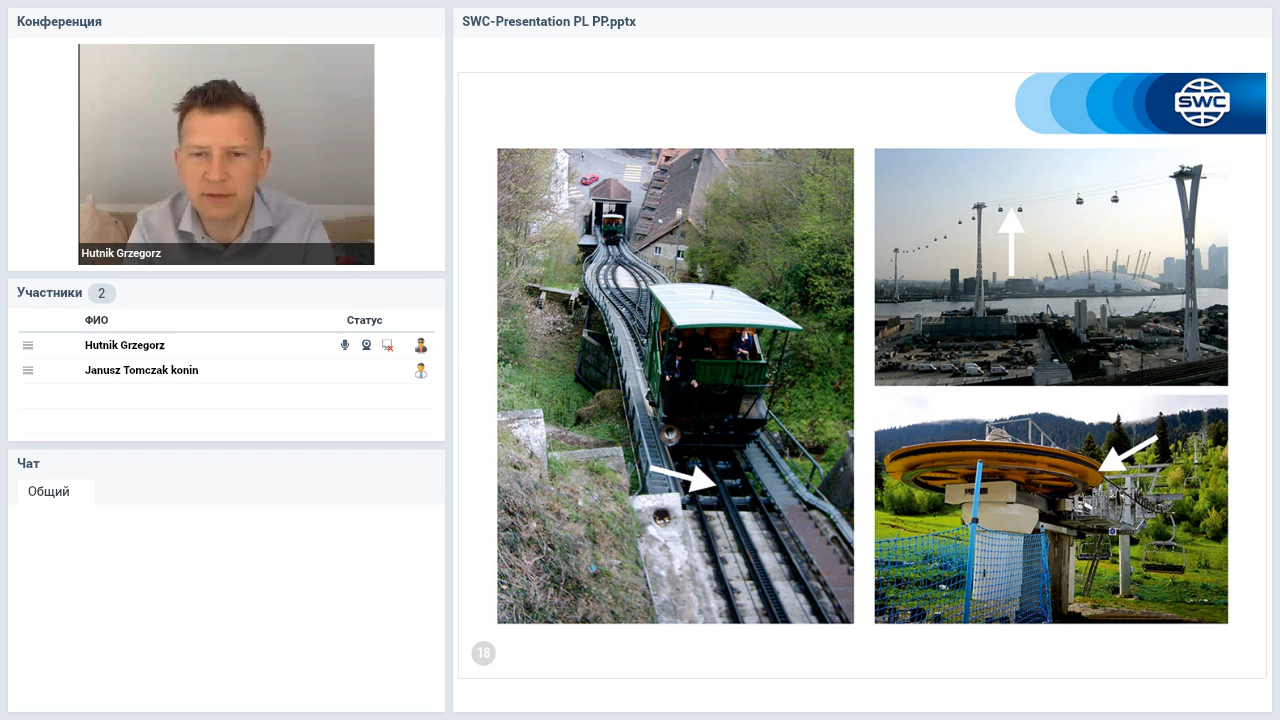 Конференция
Hutnik Grzegorz
Участники 2
ФИО Статус
Hutnik Grzegorz
Janusz Tomczak konin
Чат
Общий
SWC-Presentation PL PP.pptx
SWC
18